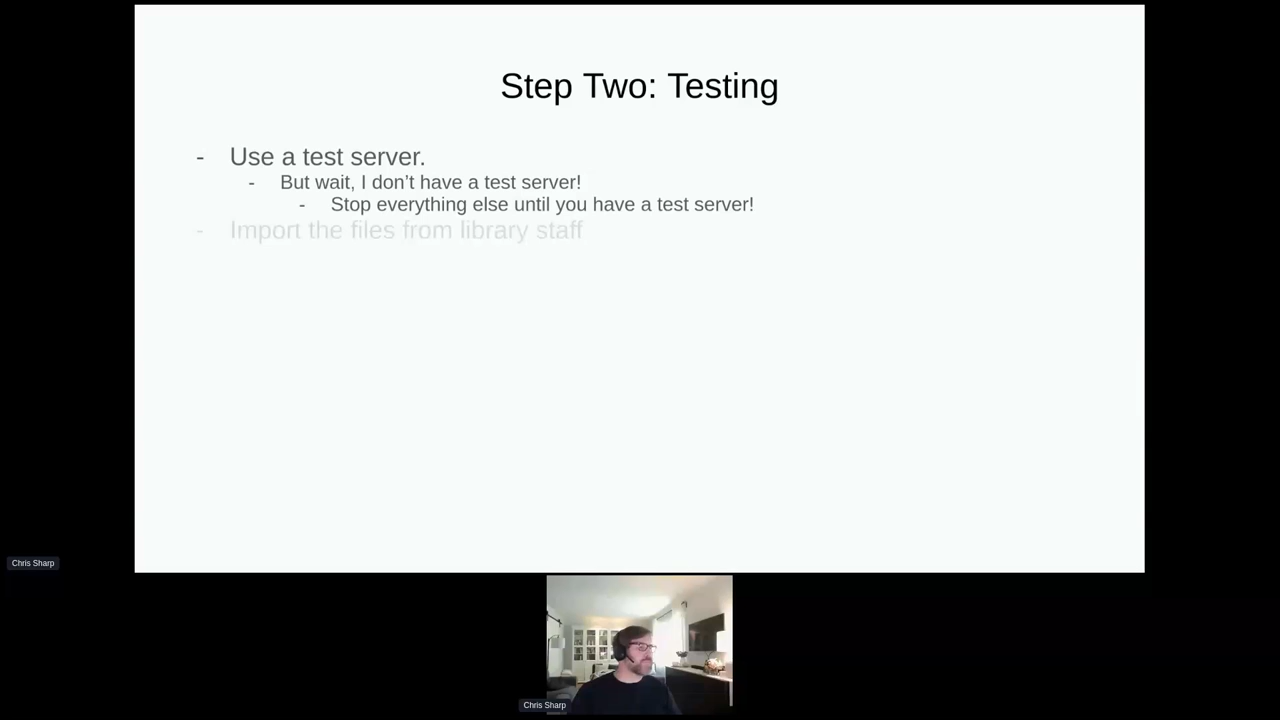 Step Two: Testing
- Use a test server.
- But wait, I don’t have a test server!
- Stop everything else until you have a test server!
- Import the files from library staff
Chris Sharp
Chris Sharp